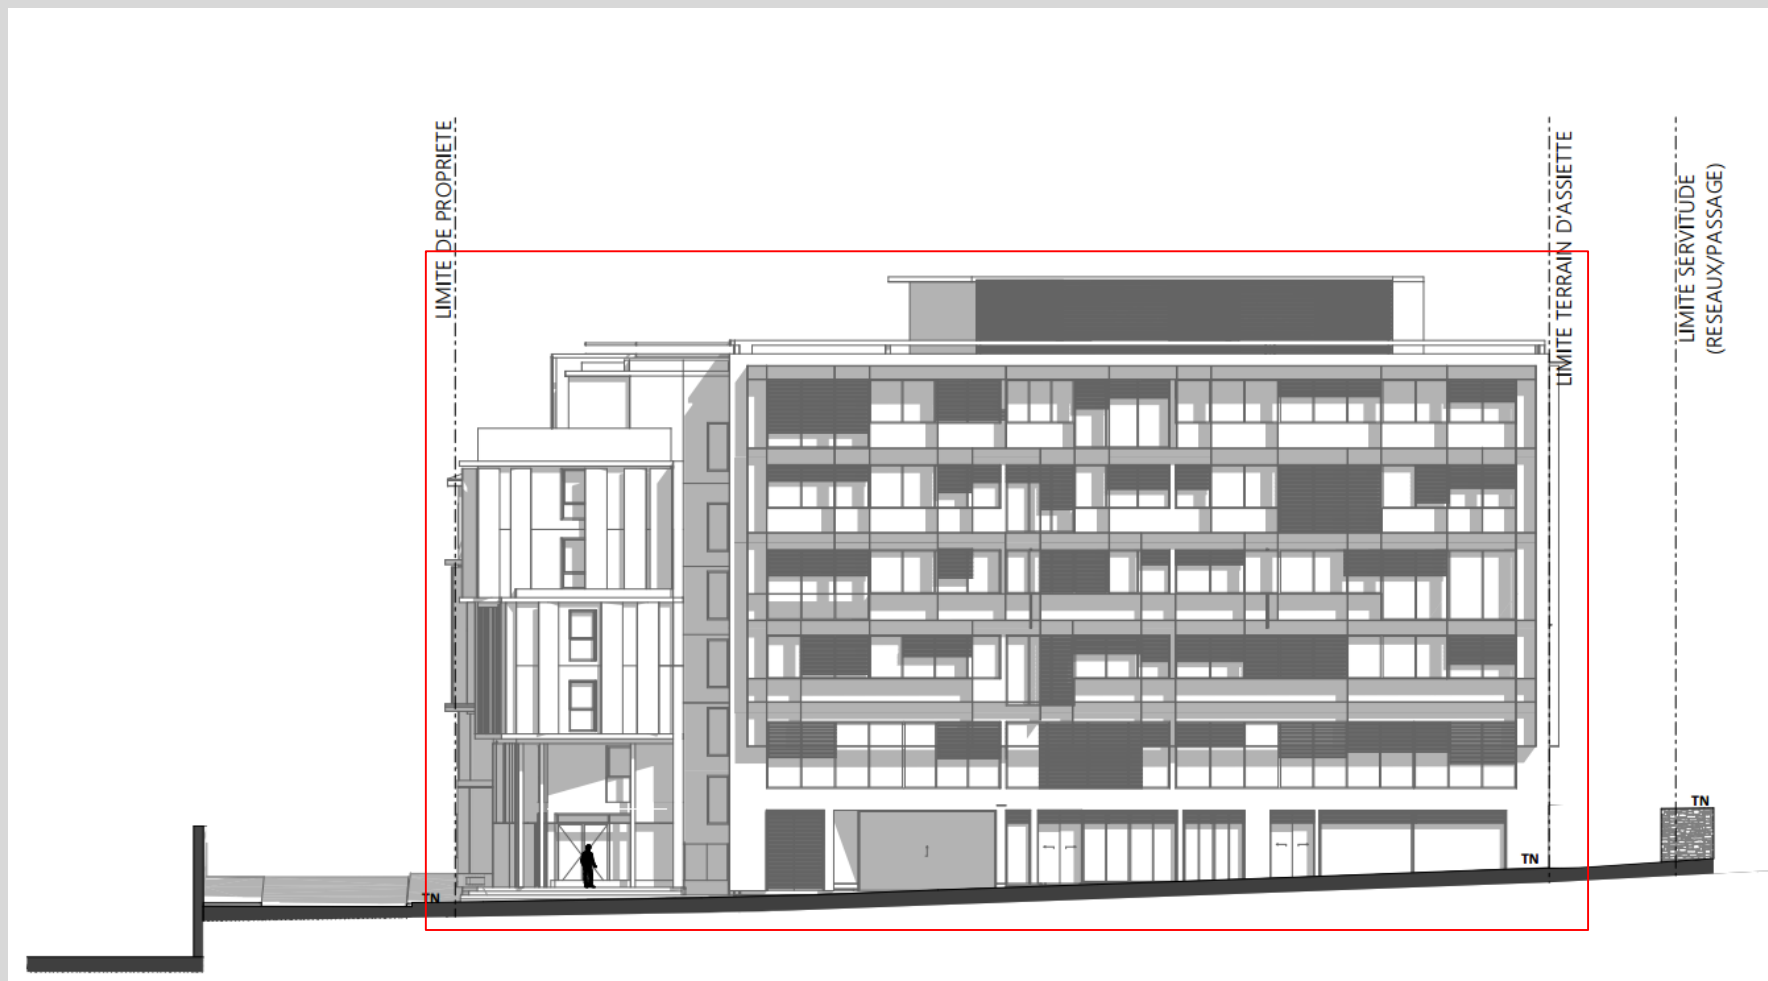 LIMITE DE PROPRIETE
LIMITE TERRAIN D'ASSIETTE
LIMITE SERVITUDE
(RESEAUX/PASSAGE)
TN
TN
TN